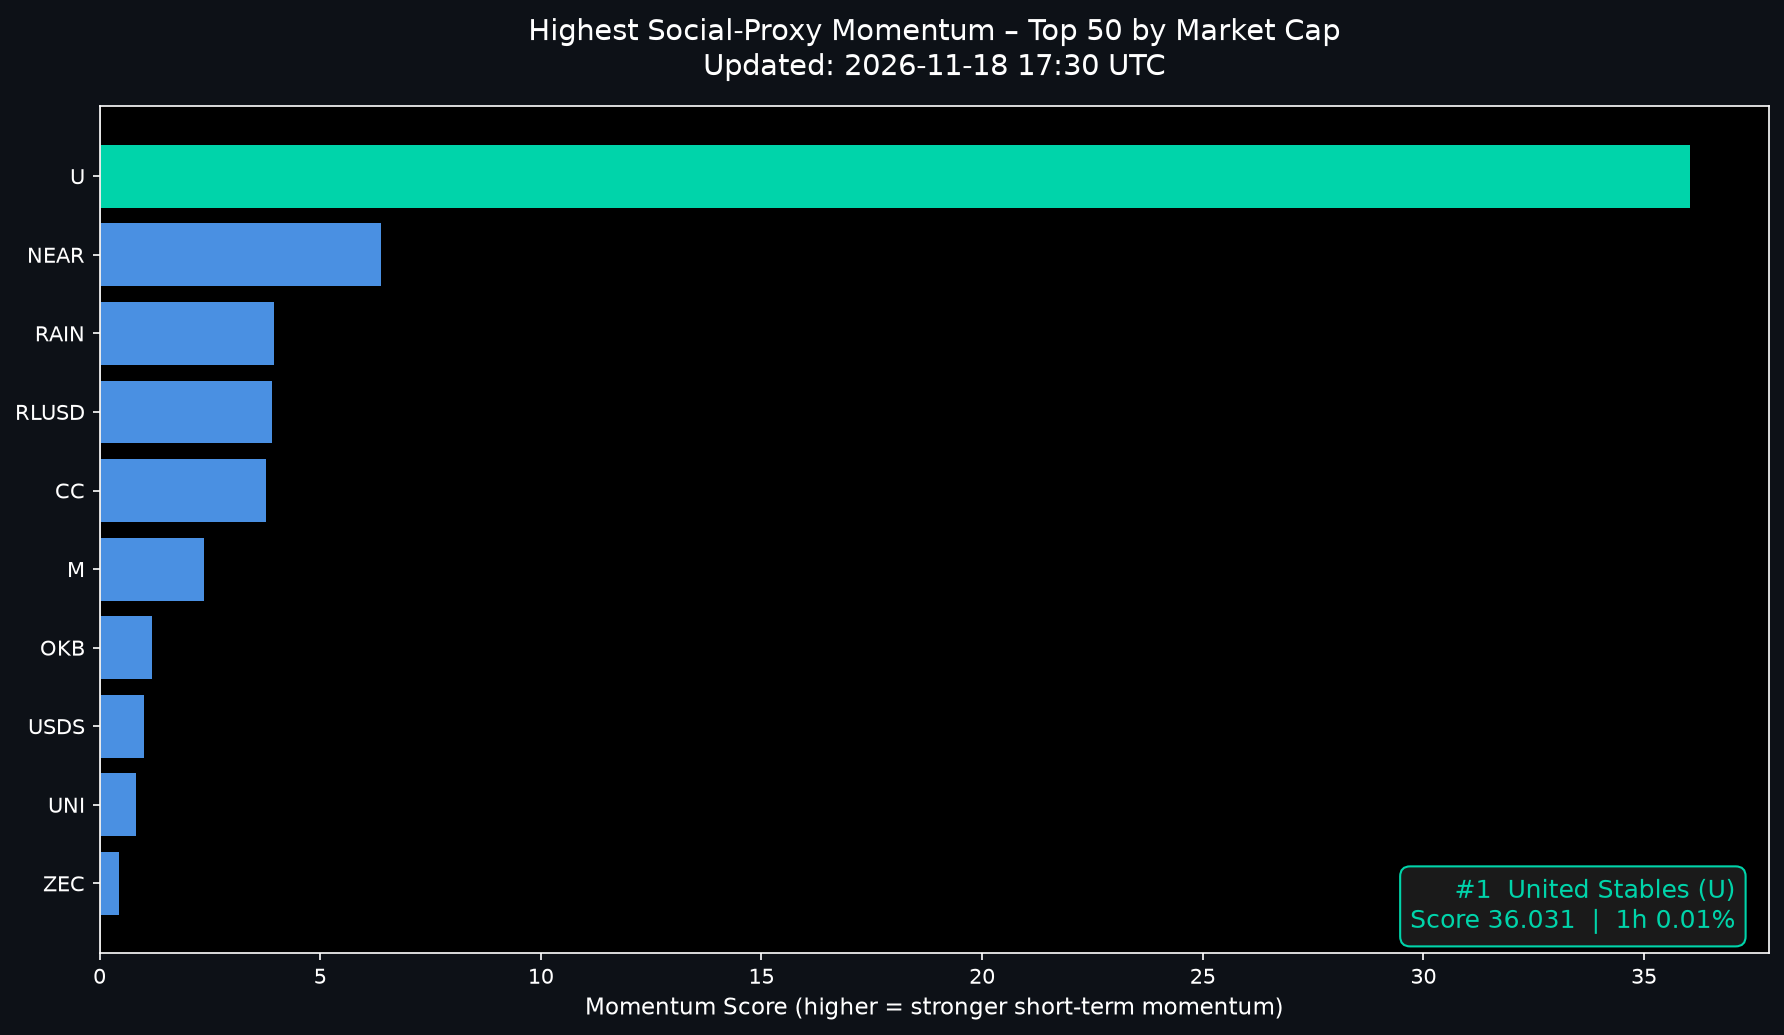 Highest Social-Proxy Momentum – Top 50 by Market Cap
Updated: 2026-11-18 17:30 UTC
U
NEAR
RAIN
RLUSD
CC
M
OKB
USDS
UNI
ZEC
#1  United Stables (U)
Score 36.031  |  1h 0.01%
0 5 10 15 20 25 30 35
Momentum Score (higher = stronger short-term momentum)